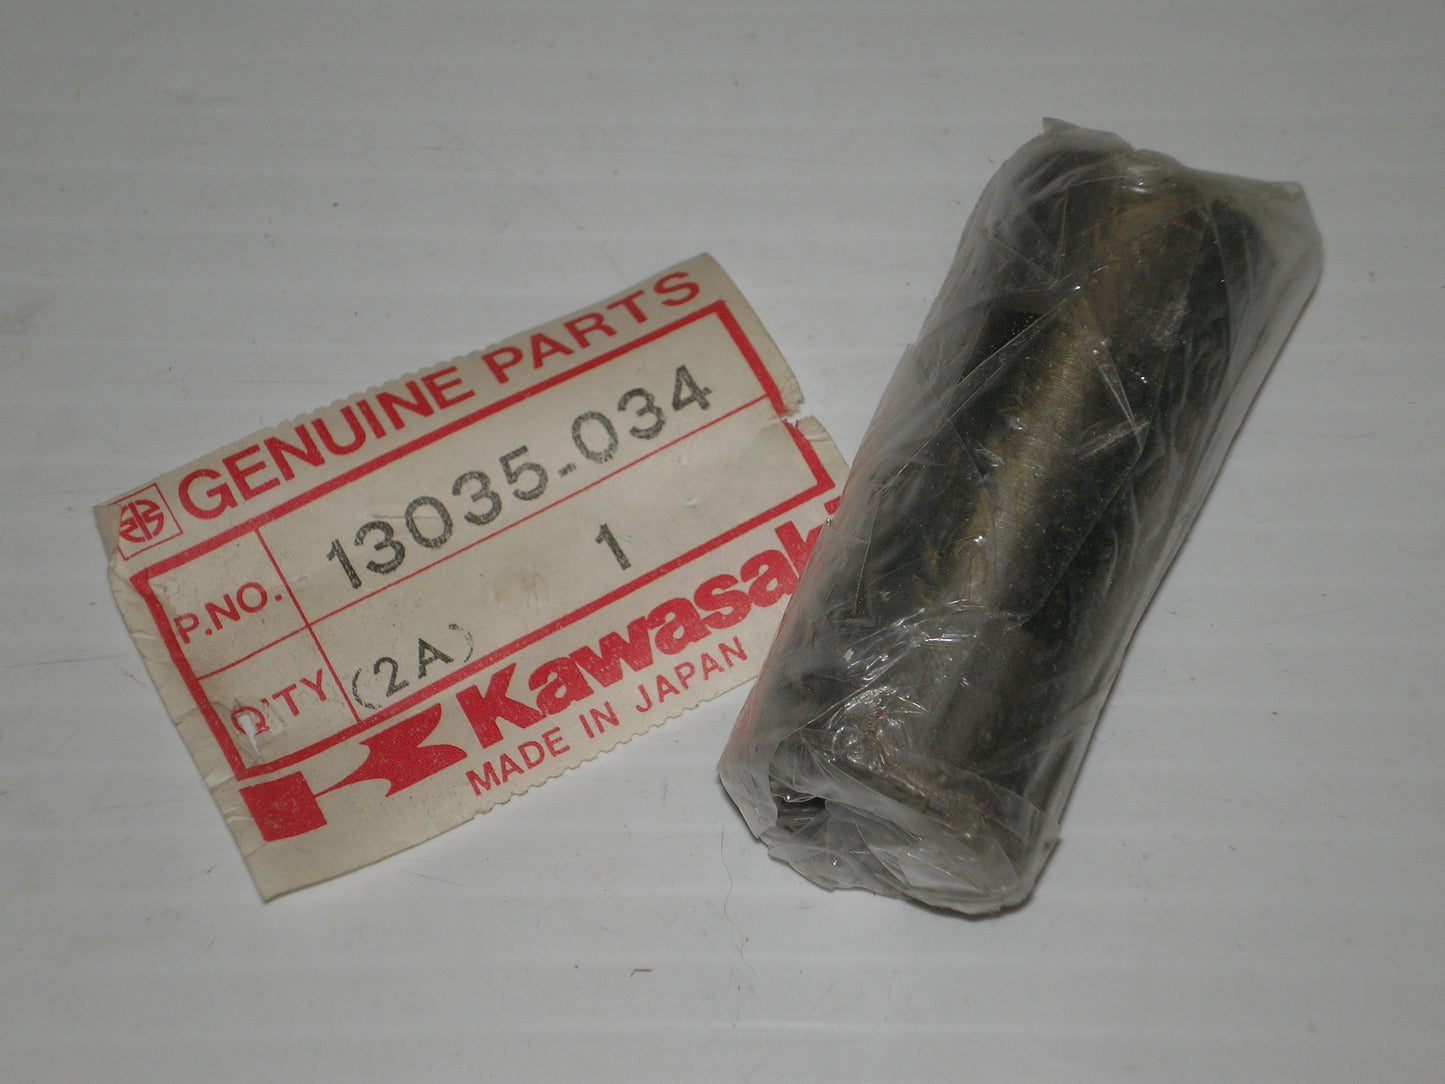 GENUINE PARTS
P.NO. 13035-034
Q'TY 1
(2A)
Kawasaki
MADE IN JAPAN